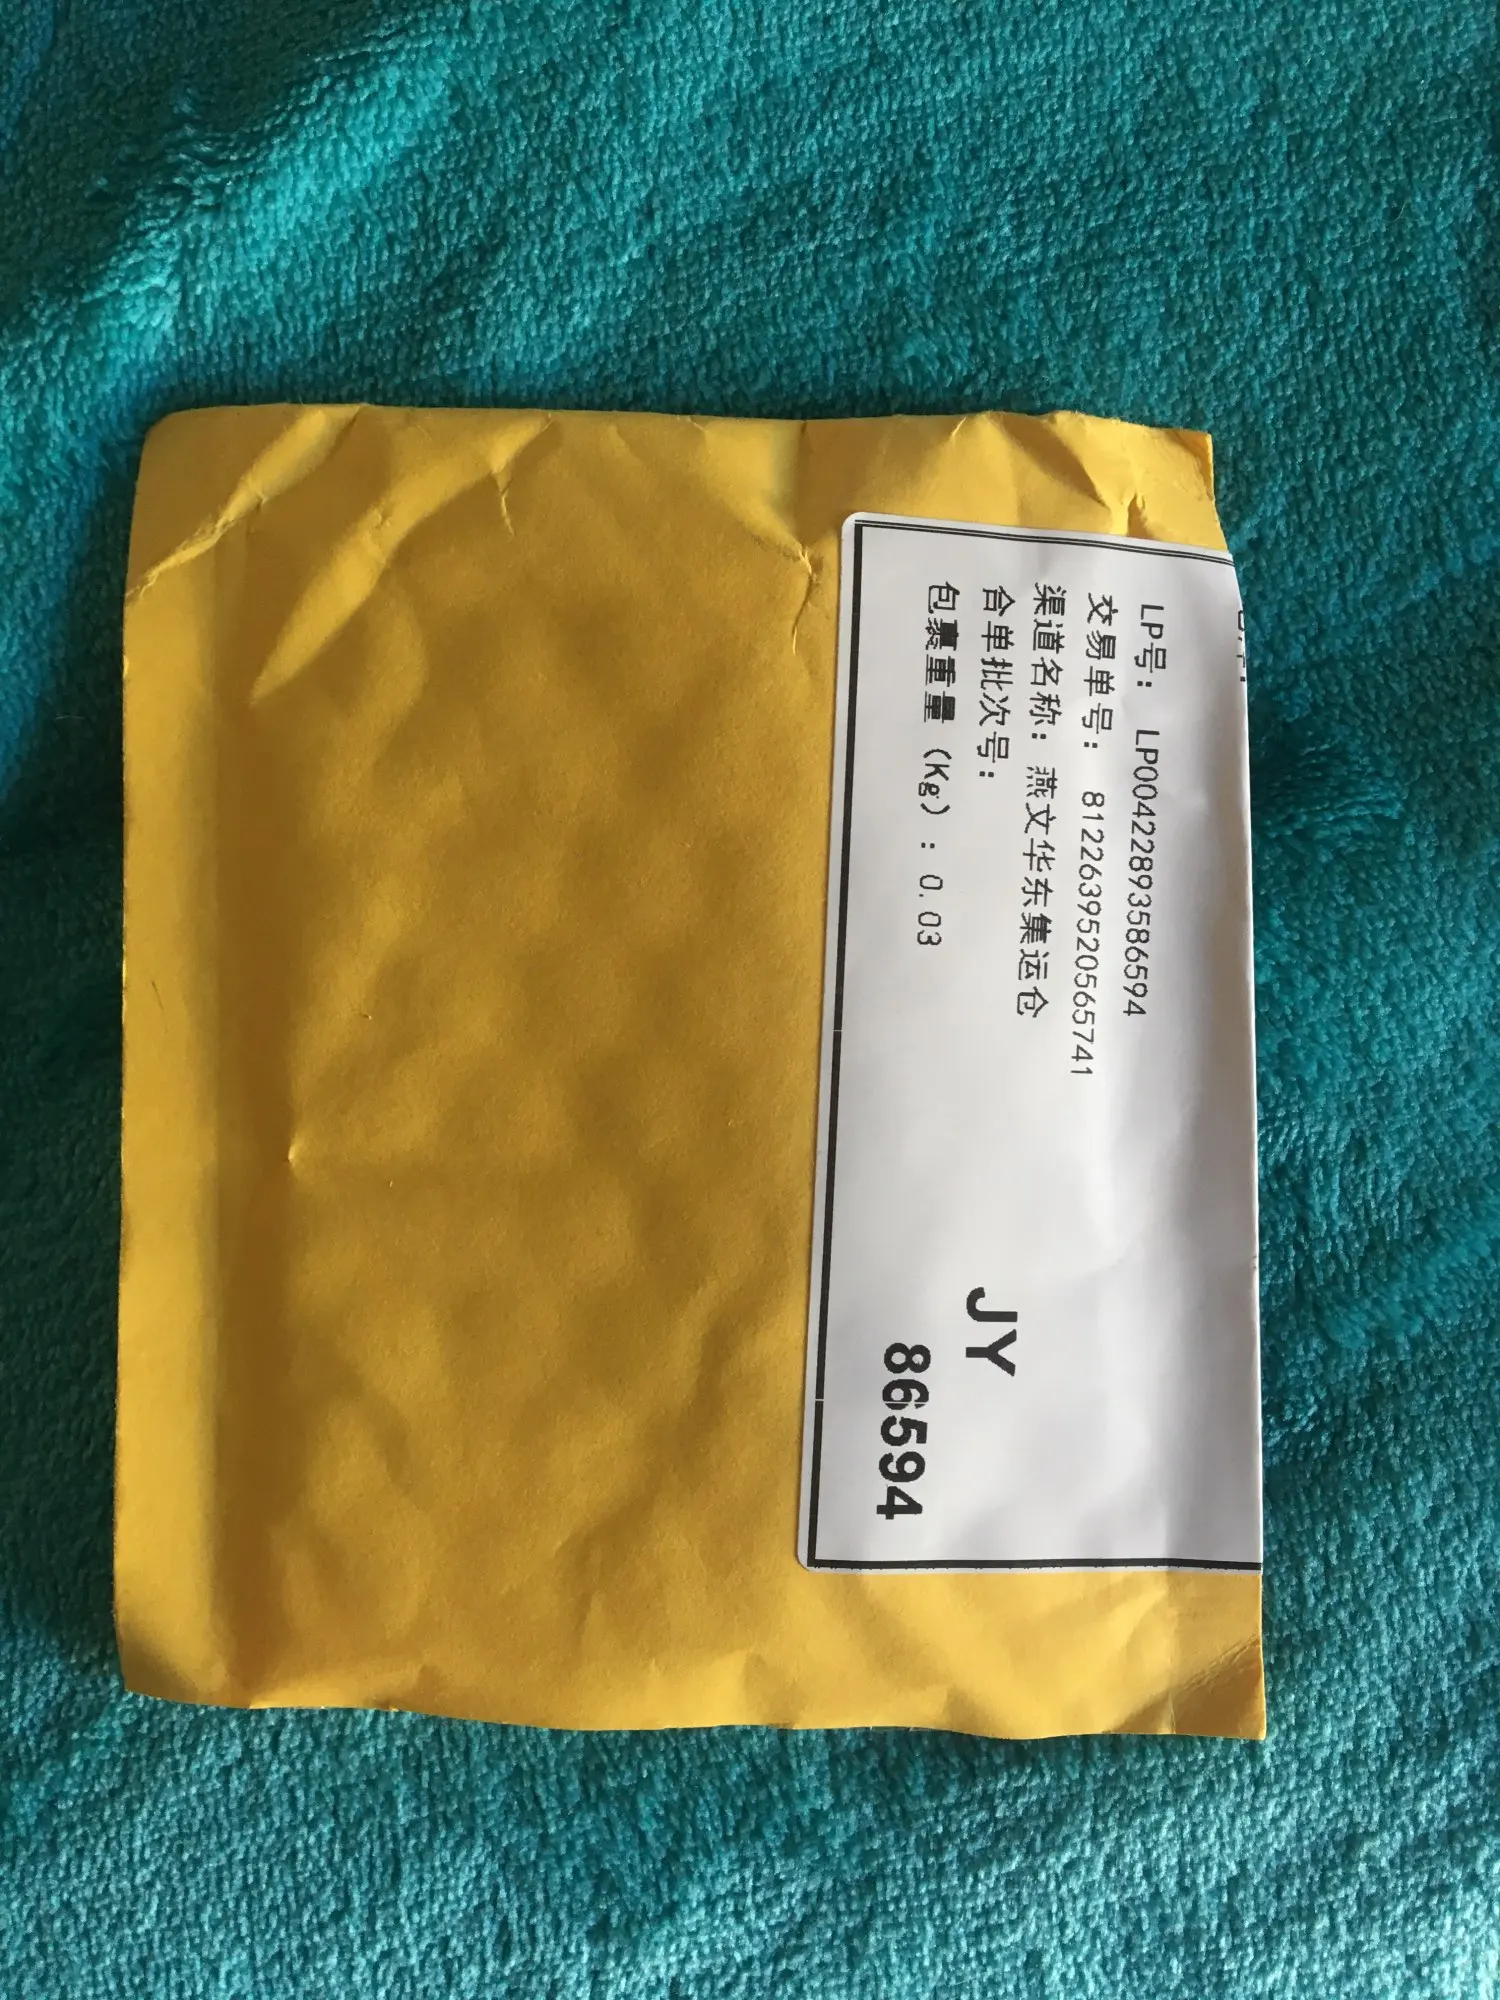 LP号： LP00422893586594
交易单号： 8122639520565741
渠道名称：燕文华东集运仓
合单批次号：
包裹重量（Kg）：0.03
JY
86594